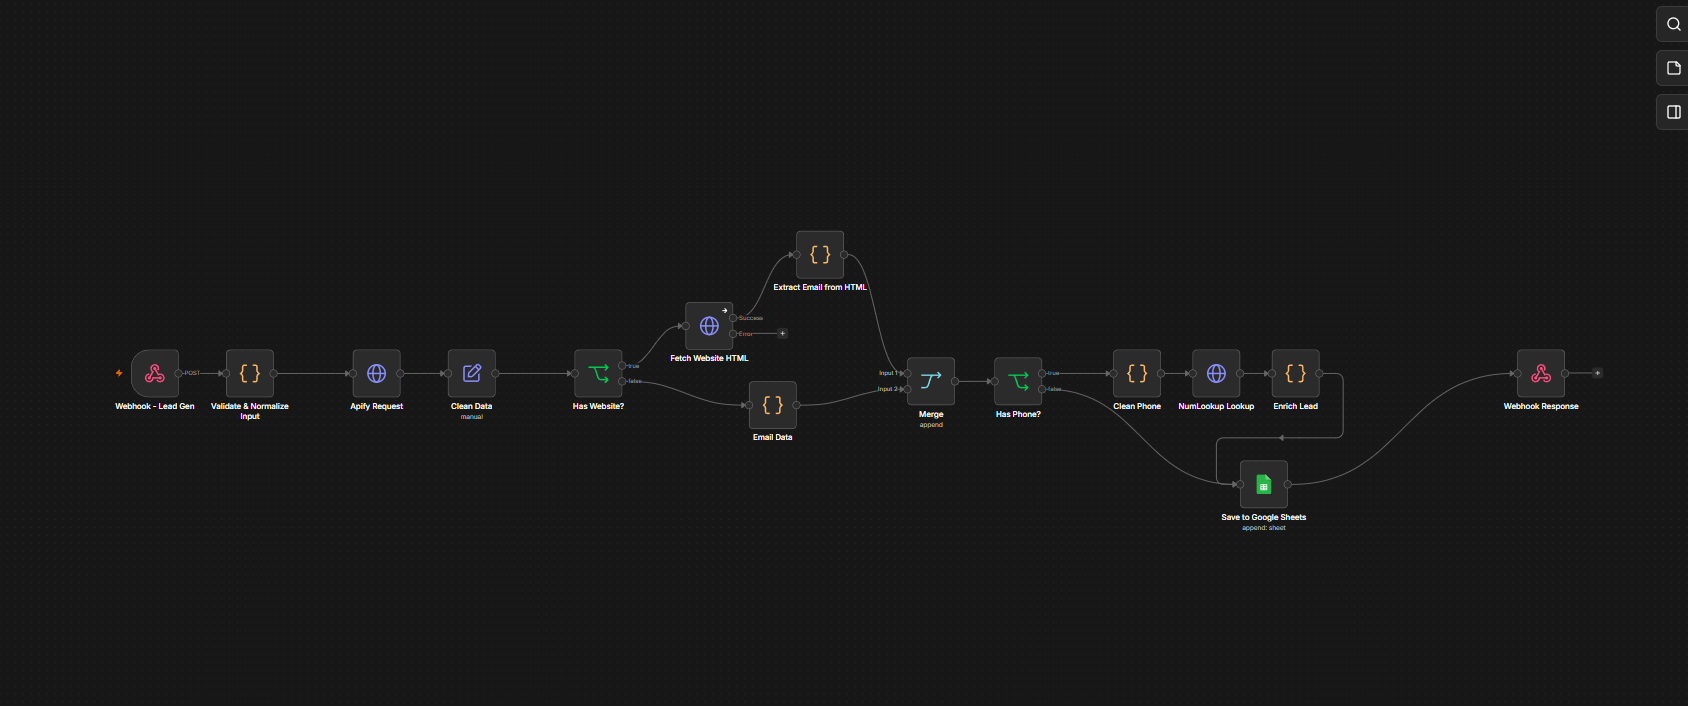 Extract Email from HTML
Success
Error
Fetch Website HTML
POST
true
false
Input 1
Input 2
true
false
Webhook - Lead Gen
Validate & Normalize
Input
Apify Request
Clean Data
manual
Has Website?
Email Data
Merge
append
Has Phone?
Clean Phone
NumLookup Lookup
Enrich Lead
Webhook Response
Save to Google Sheets
append: sheet